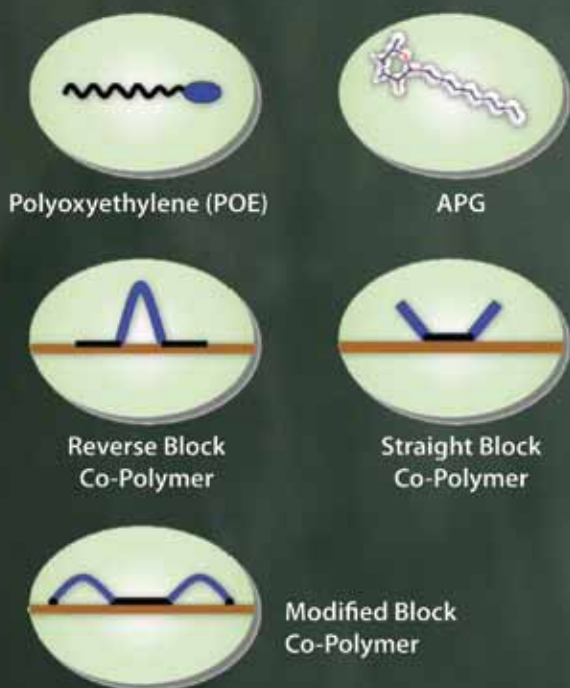 Polyoxyethylene (POE)
APG
Reverse Block
Co-Polymer
Straight Block
Co-Polymer
Modified Block
Co-Polymer